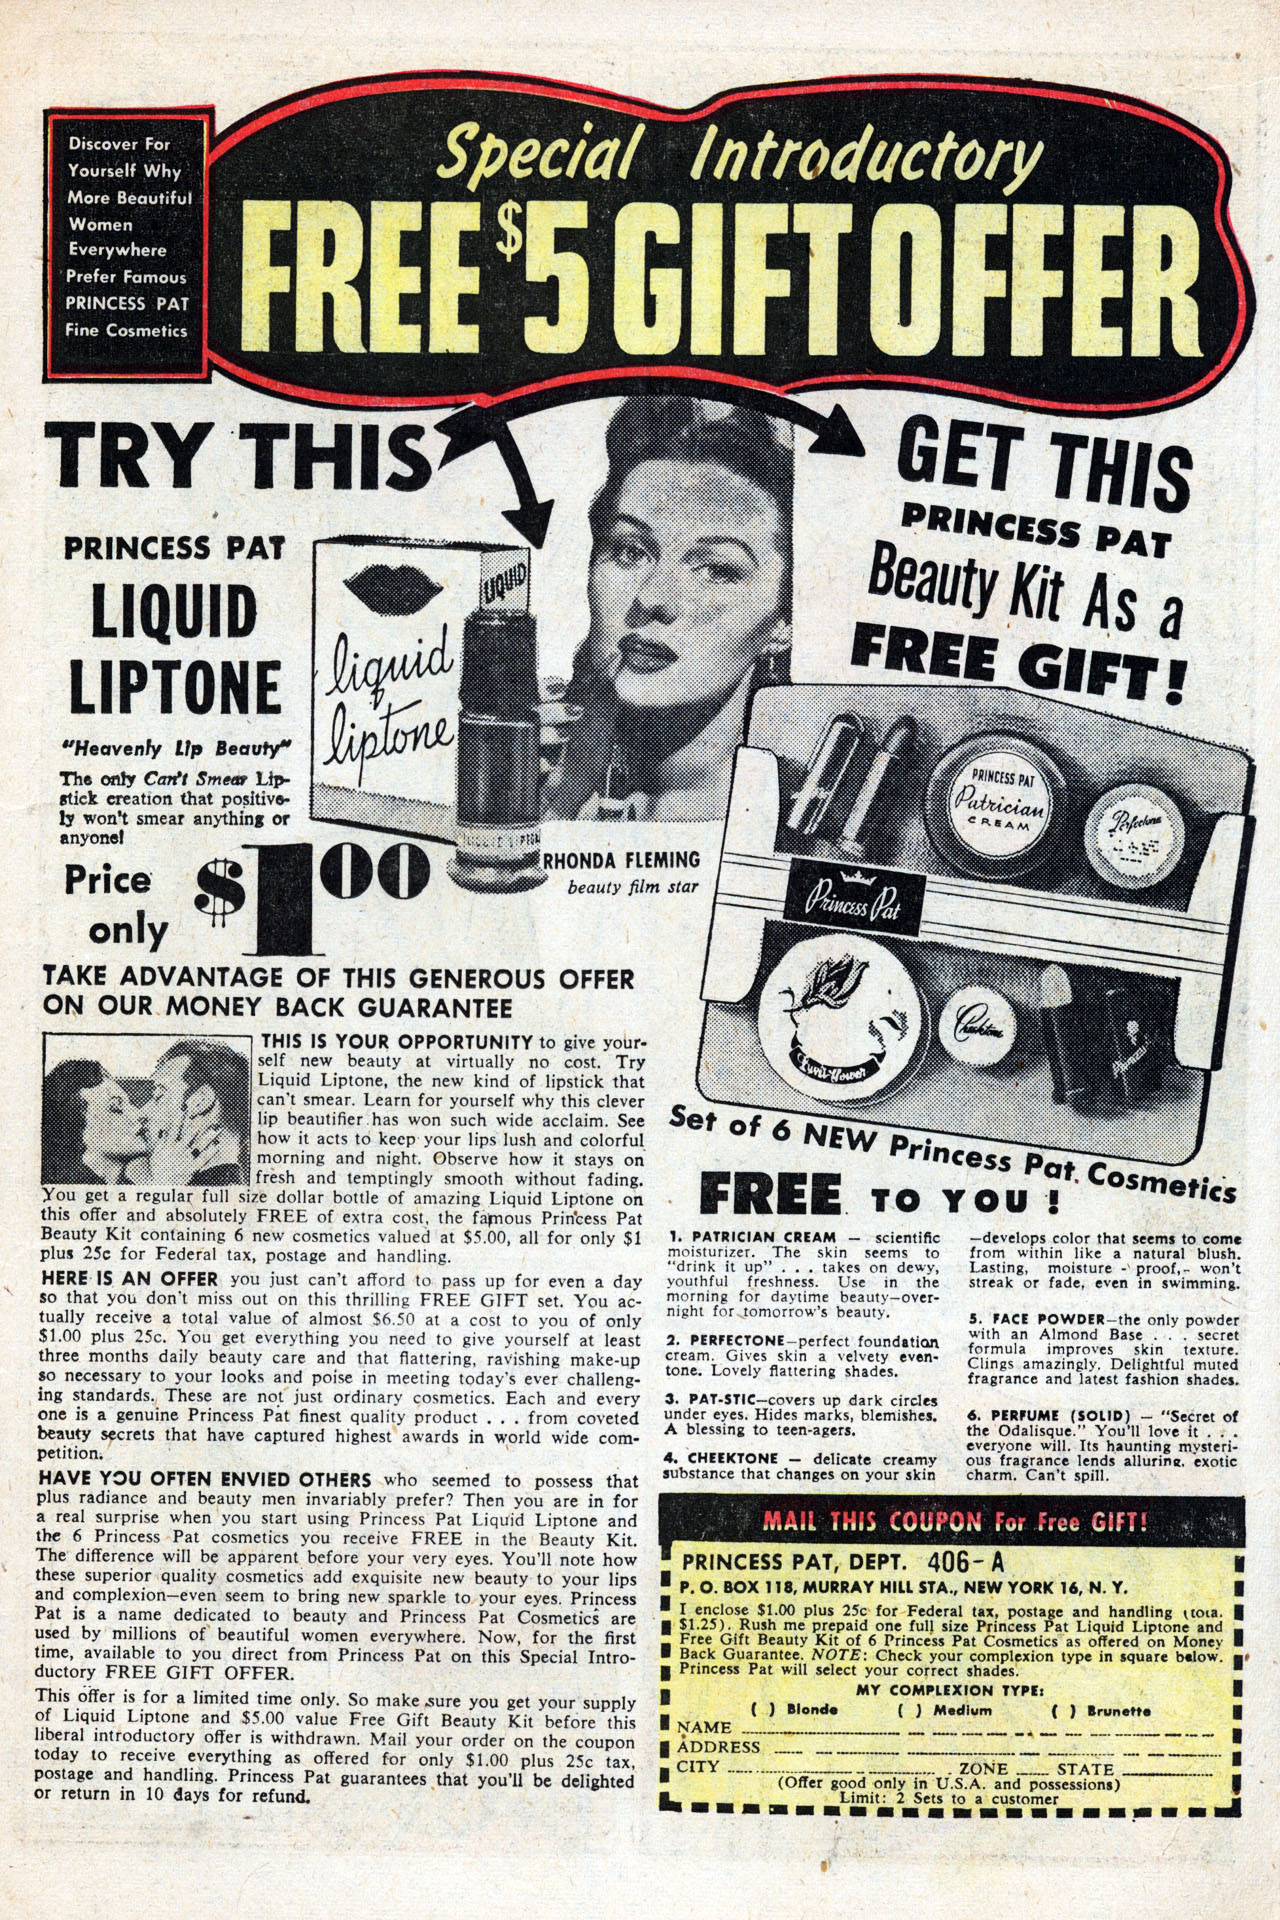 Discover For
Yourself Why
More Beautiful
Women
Everywhere
Prefer Famous
PRINCESS PAT
Fine Cosmetics
Special Introductory
FREE $5 GIFT OFFER
TRY THIS
PRINCESS PAT
LIQUID
LIPTONE
"Heavenly Lip Beauty"
The only Can't Smear Lip-
stick creation that positive-
ly won't smear anything or
anyone!
Price
only
$1.00
LIQUID
liquid
liptone
RHONDA FLEMING
beauty film star
GET THIS
PRINCESS PAT
Beauty Kit As a
FREE GIFT!
PRINCESS PAT
Patrician
CREAM
Perfectone
Princess Pat
Cheektone
Set of 6 NEW Princess Pat Cosmetics
FREE TO YOU!
TAKE ADVANTAGE OF THIS GENEROUS OFFER
ON OUR MONEY BACK GUARANTEE
THIS IS YOUR OPPORTUNITY to give your-
self new beauty at virtually no cost. Try
Liquid Liptone, the new kind of lipstick that
can't smear. Learn for yourself why this clever
lip beautifier has won such wide acclaim. See
how it acts to keep your lips lush and colorful
morning and night. Observe how it stays on
fresh and temptingly smooth without fading.
You get a regular full size dollar bottle of amazing Liquid Liptone on
this offer and absolutely FREE of extra cost, the famous Princess Pat
Beauty Kit containing 6 new cosmetics valued at $5.00, all for only $1
plus 25c for Federal tax, postage and handling.
HERE IS AN OFFER you just can't afford to pass up for even a day
so that you don't miss out on this thrilling FREE GIFT set. You ac-
tually receive a total value of almost $6.50 at a cost to you of only
$1.00 plus 25c. You get everything you need to give yourself at least
three months daily beauty care and that flattering, ravishing make-up
so necessary to your looks and poise in meeting today's ever challeng-
ing standards. These are not just ordinary cosmetics. Each and every
one is a genuine Princess Pat finest quality product . . . from coveted
beauty secrets that have captured highest awards in world wide com-
petition.
HAVE YOU OFTEN ENVIED OTHERS who seemed to possess that
plus radiance and beauty men invariably prefer? Then you are in for
a real surprise when you start using Princess Pat Liquid Liptone and
the 6 Princess Pat cosmetics you receive FREE in the Beauty Kit.
The difference will be apparent before your very eyes. You'll note how
these superior quality cosmetics add exquisite new beauty to your lips
and complexion—even seem to bring new sparkle to your eyes. Princess
Pat is a name dedicated to beauty and Princess Pat Cosmetics are
used by millions of beautiful women everywhere. Now, for the first
time, available to you direct from Princess Pat on this Special Intro-
ductory FREE GIFT OFFER.
This offer is for a limited time only. So make sure you get your supply
of Liquid Liptone and $5.00 value Free Gift Beauty Kit before this
liberal introductory offer is withdrawn. Mail your order on the coupon
today to receive everything as offered for only $1.00 plus 25c tax,
postage and handling. Princess Pat guarantees that you'll be delighted
or return in 10 days for refund.
1. PATRICIAN CREAM — scientific
moisturizer. The skin seems to
"drink it up" . . . takes on dewy,
youthful freshness. Use in the
morning for daytime beauty—over-
night for tomorrow's beauty.
2. PERFECTONE—perfect foundation
cream. Gives skin a velvety even-
tone. Lovely flattering shades.
3. PAT-STIC—covers up dark circles
under eyes. Hides marks, blemishes.
A blessing to teen-agers.
4. CHEEKTONE — delicate creamy
substance that changes on your skin
—develops color that seems to come
from within like a natural blush.
Lasting, moisture - proof,- won't
streak or fade, even in swimming.
5. FACE POWDER—the only powder
with an Almond Base . . . secret
formula improves skin texture.
Clings amazingly. Delightful muted
fragrance and latest fashion shades.
6. PERFUME (SOLID) — "Secret of
the Odalisque." You'll love it . . .
everyone will. Its haunting mysteri-
ous fragrance lends alluring, exotic
charm. Can't spill.
MAIL THIS COUPON For Free GIFT!
PRINCESS PAT, DEPT. 406-A
P. O. BOX 118, MURRAY HILL STA., NEW YORK 16, N. Y.
I enclose $1.00 plus 25c for Federal tax, postage and handling (tota.
$1.25). Rush me prepaid one full size Princess Pat Liquid Liptone and
Free Gift Beauty Kit of 6 Princess Pat Cosmetics as offered on Money
Back Guarantee. NOTE: Check your complexion type in square below.
Princess Pat will select your correct shades.
MY COMPLEXION TYPE:
( ) Blonde ( ) Medium ( ) Brunette
NAME
ADDRESS
CITY ZONE STATE
(Offer good only in U.S.A. and possessions)
Limit: 2 Sets to a customer